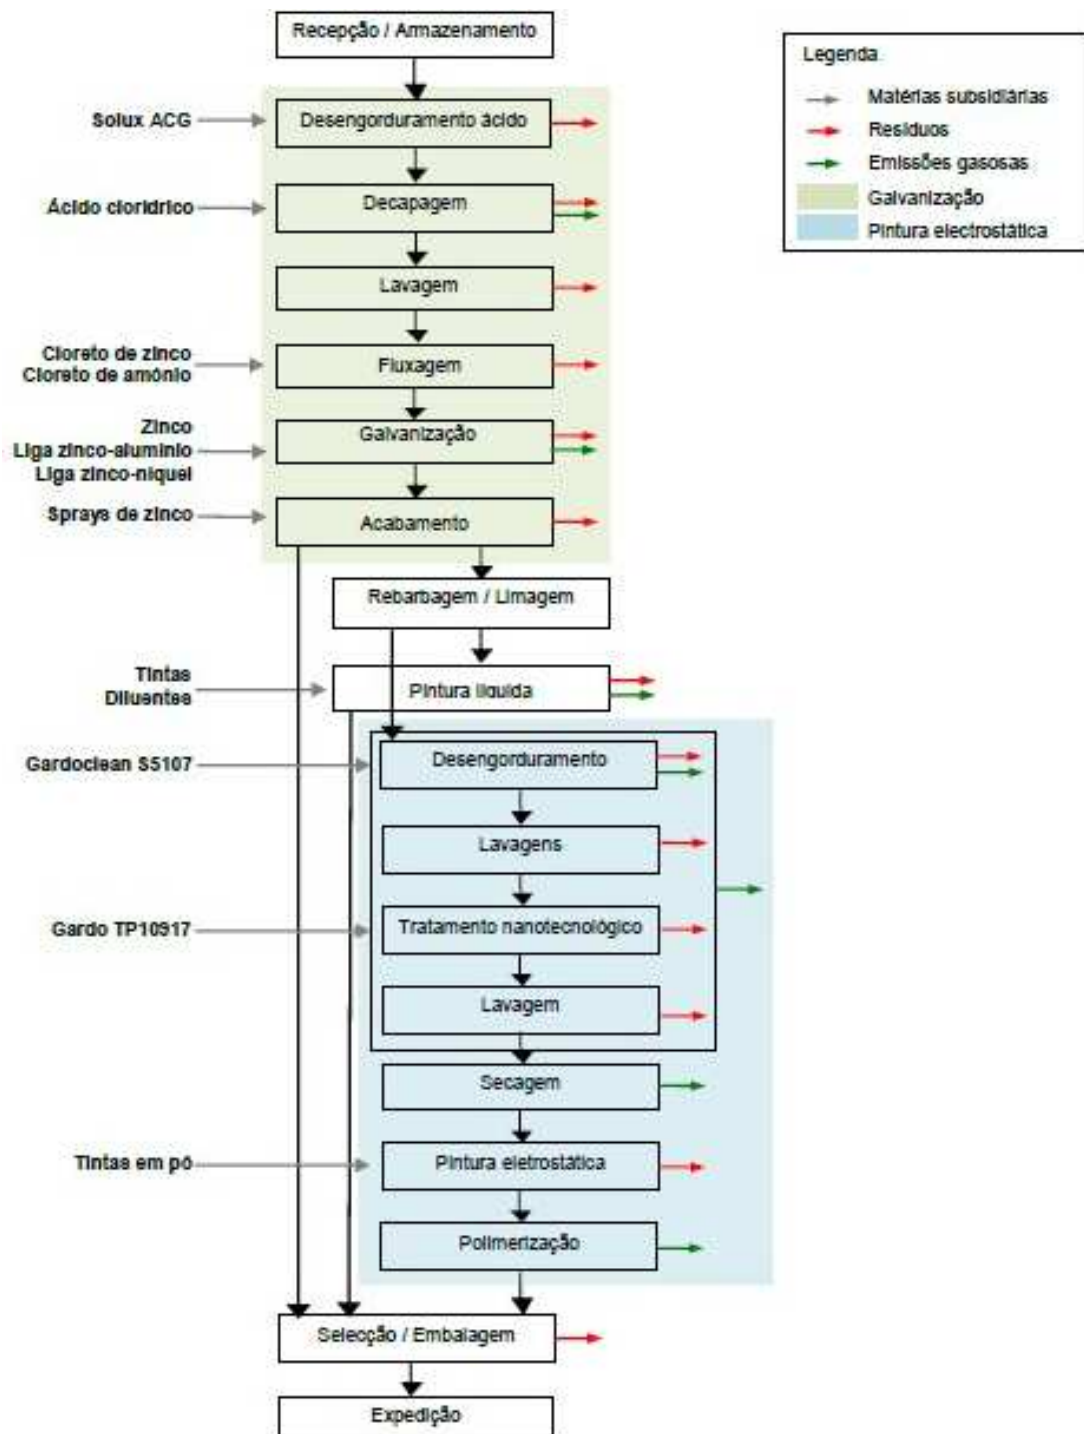 Recepção / Armazenamento
Legenda
Matérias subsidiárias
Resíduos
Emissões gasosas
Galvanização
Pintura electrostática
Solux ACG
Desengorduramento ácido
Ácido clorídrico
Decapagem
Lavagem
Cloreto de zinco
Cloreto de amónio
Fluxagem
Zinco
Liga zinco-alumínio
Liga zinco-níquel
Galvanização
Sprays de zinco
Acabamento
Rebarbagem / Limagem
Tintas
Diluentes
Pintura líquida
Gardoclean S5107
Desengorduramento
Lavagens
Gardo TP10917
Tratamento nanotecnológico
Lavagem
Secagem
Tintas em pó
Pintura eletrostática
Polimerização
Selecção / Embalagem
Expedição